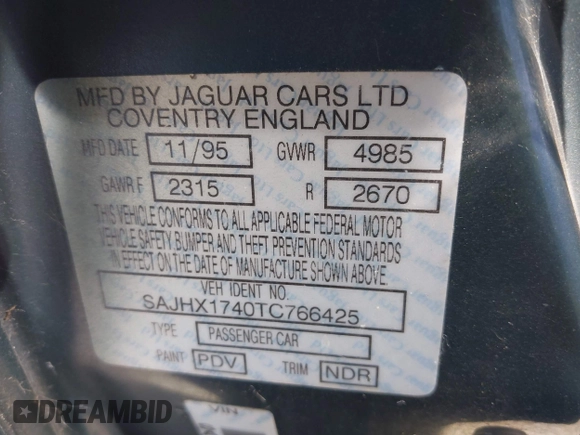 MFD BY JAGUAR CARS LTD
COVENTRY ENGLAND
MFD DATE 11/95 GVWR 4985
GAWR F 2315 R 2670
THIS VEHICLE CONFORMS TO ALL APPLICABLE FEDERAL MOTOR
VEHICLE SAFETY BUMPER AND THEFT PREVENTION STANDARDS
IN EFFECT ON THE DATE OF MANUFACTURE SHOWN ABOVE.
VEH IDENT NO.
SAJHX1740TC766425
TYPE PASSENGER CAR
PAINT PDV TRIM NDR
VIN
DREAMBID